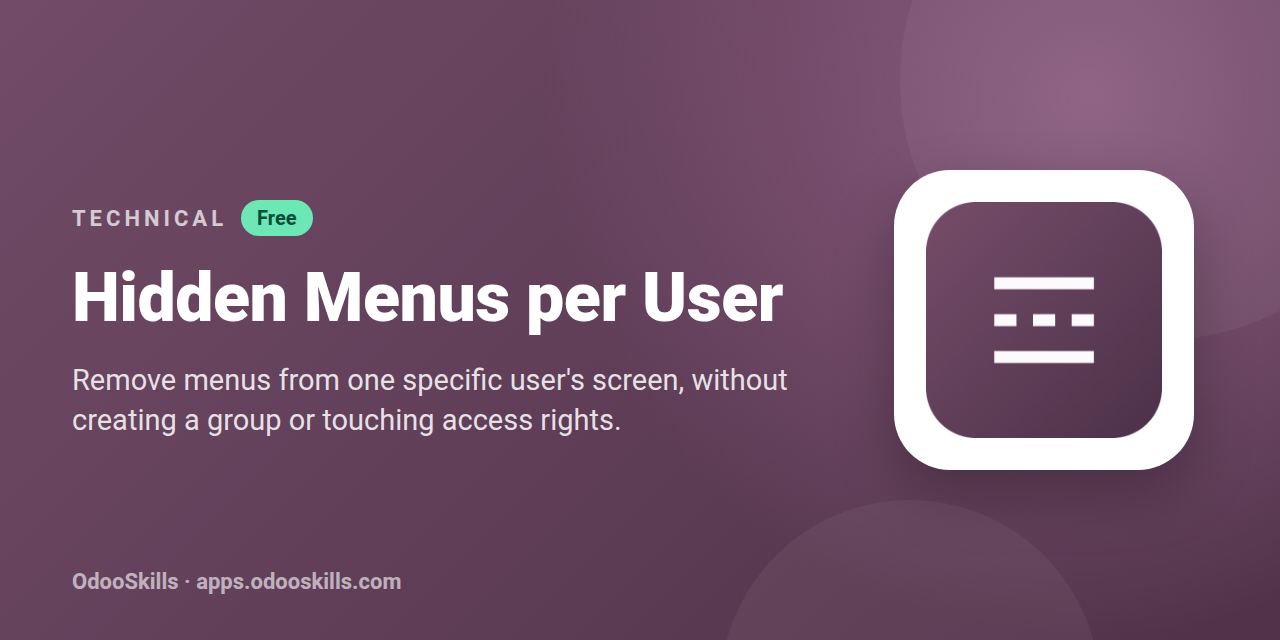 TECHNICAL Free
Hidden Menus per User
Remove menus from one specific user's screen, without
creating a group or touching access rights.
OdooSkills · apps.odooskills.com